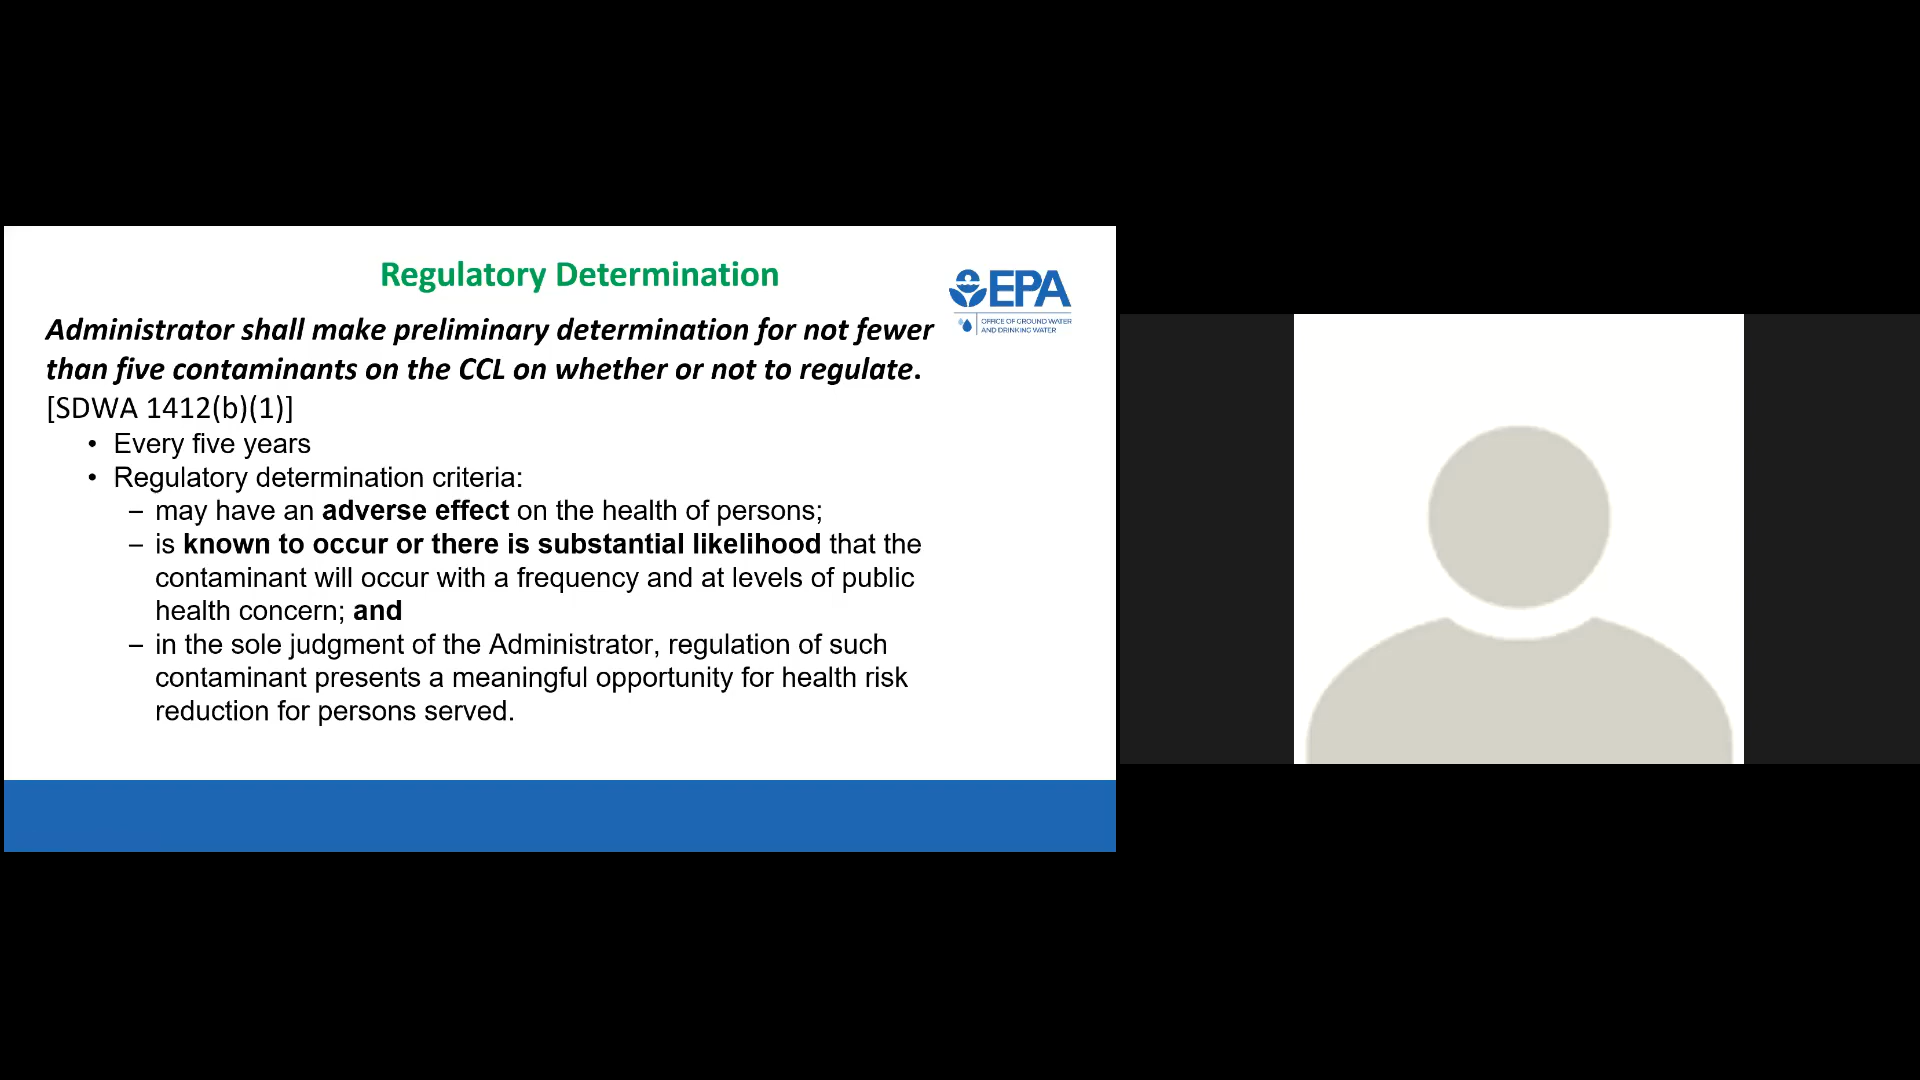 Regulatory Determination
EPA
OFFICE OF GROUND WATER
AND DRINKING WATER
Administrator shall make preliminary determination for not fewer
than five contaminants on the CCL on whether or not to regulate.
[SDWA 1412(b)(1)]
• Every five years
• Regulatory determination criteria:
– may have an adverse effect on the health of persons;
– is known to occur or there is substantial likelihood that the
contaminant will occur with a frequency and at levels of public
health concern; and
– in the sole judgment of the Administrator, regulation of such
contaminant presents a meaningful opportunity for health risk
reduction for persons served.